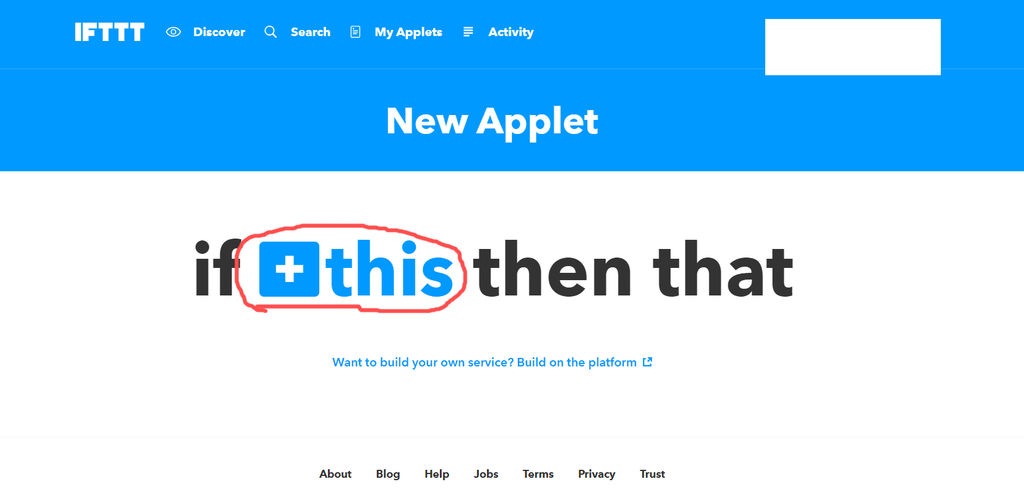 IFTTT Discover Search My Applets Activity
New Applet
if +this then that
Want to build your own service? Build on the platform
About Blog Help Jobs Terms Privacy Trust